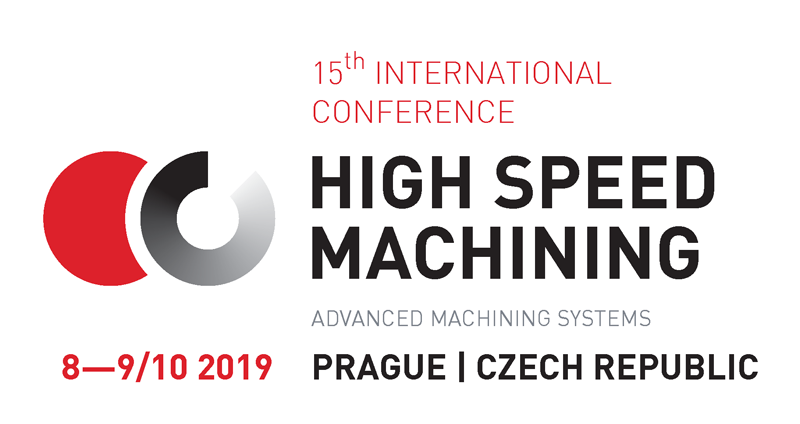 15th INTERNATIONAL
CONFERENCE
HIGH SPEED
MACHINING
ADVANCED MACHINING SYSTEMS
8—9/10 2019 PRAGUE | CZECH REPUBLIC